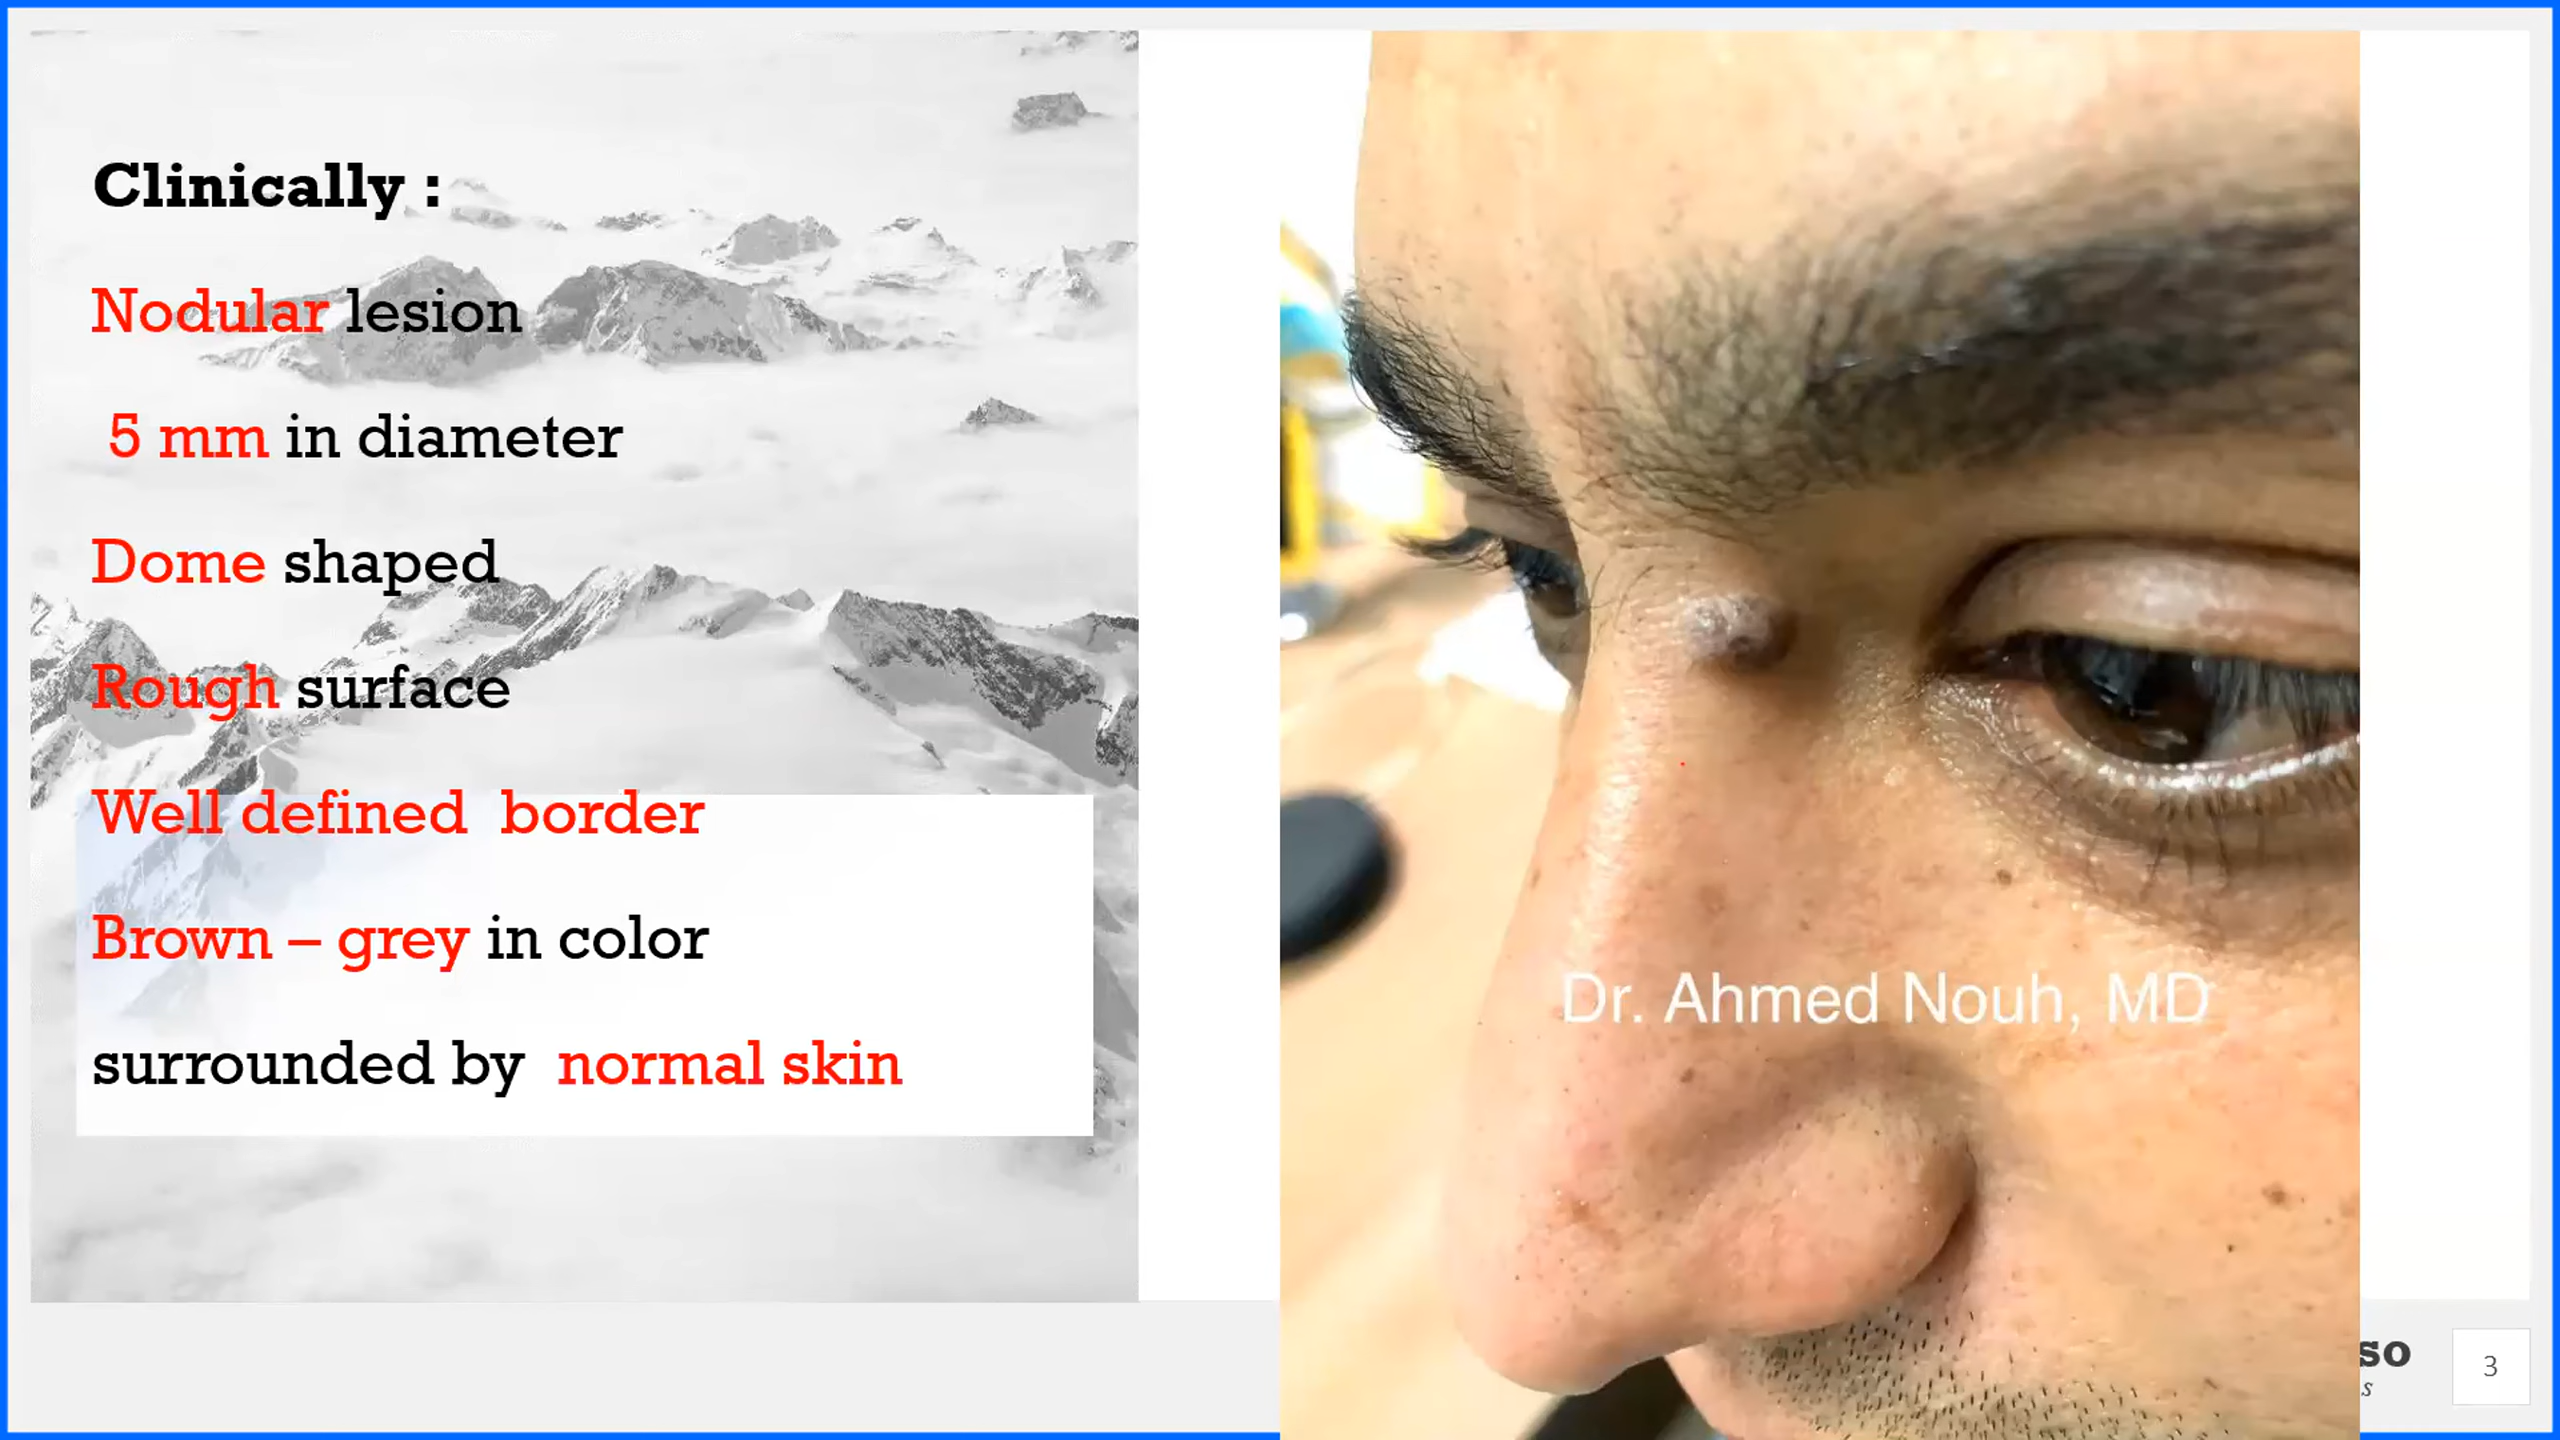 Clinically :
Nodular lesion
5 mm in diameter
Dome shaped
Rough surface
Well defined border
Brown – grey in color
surrounded by normal skin
Dr. Ahmed Nouh, MD
so
s
3